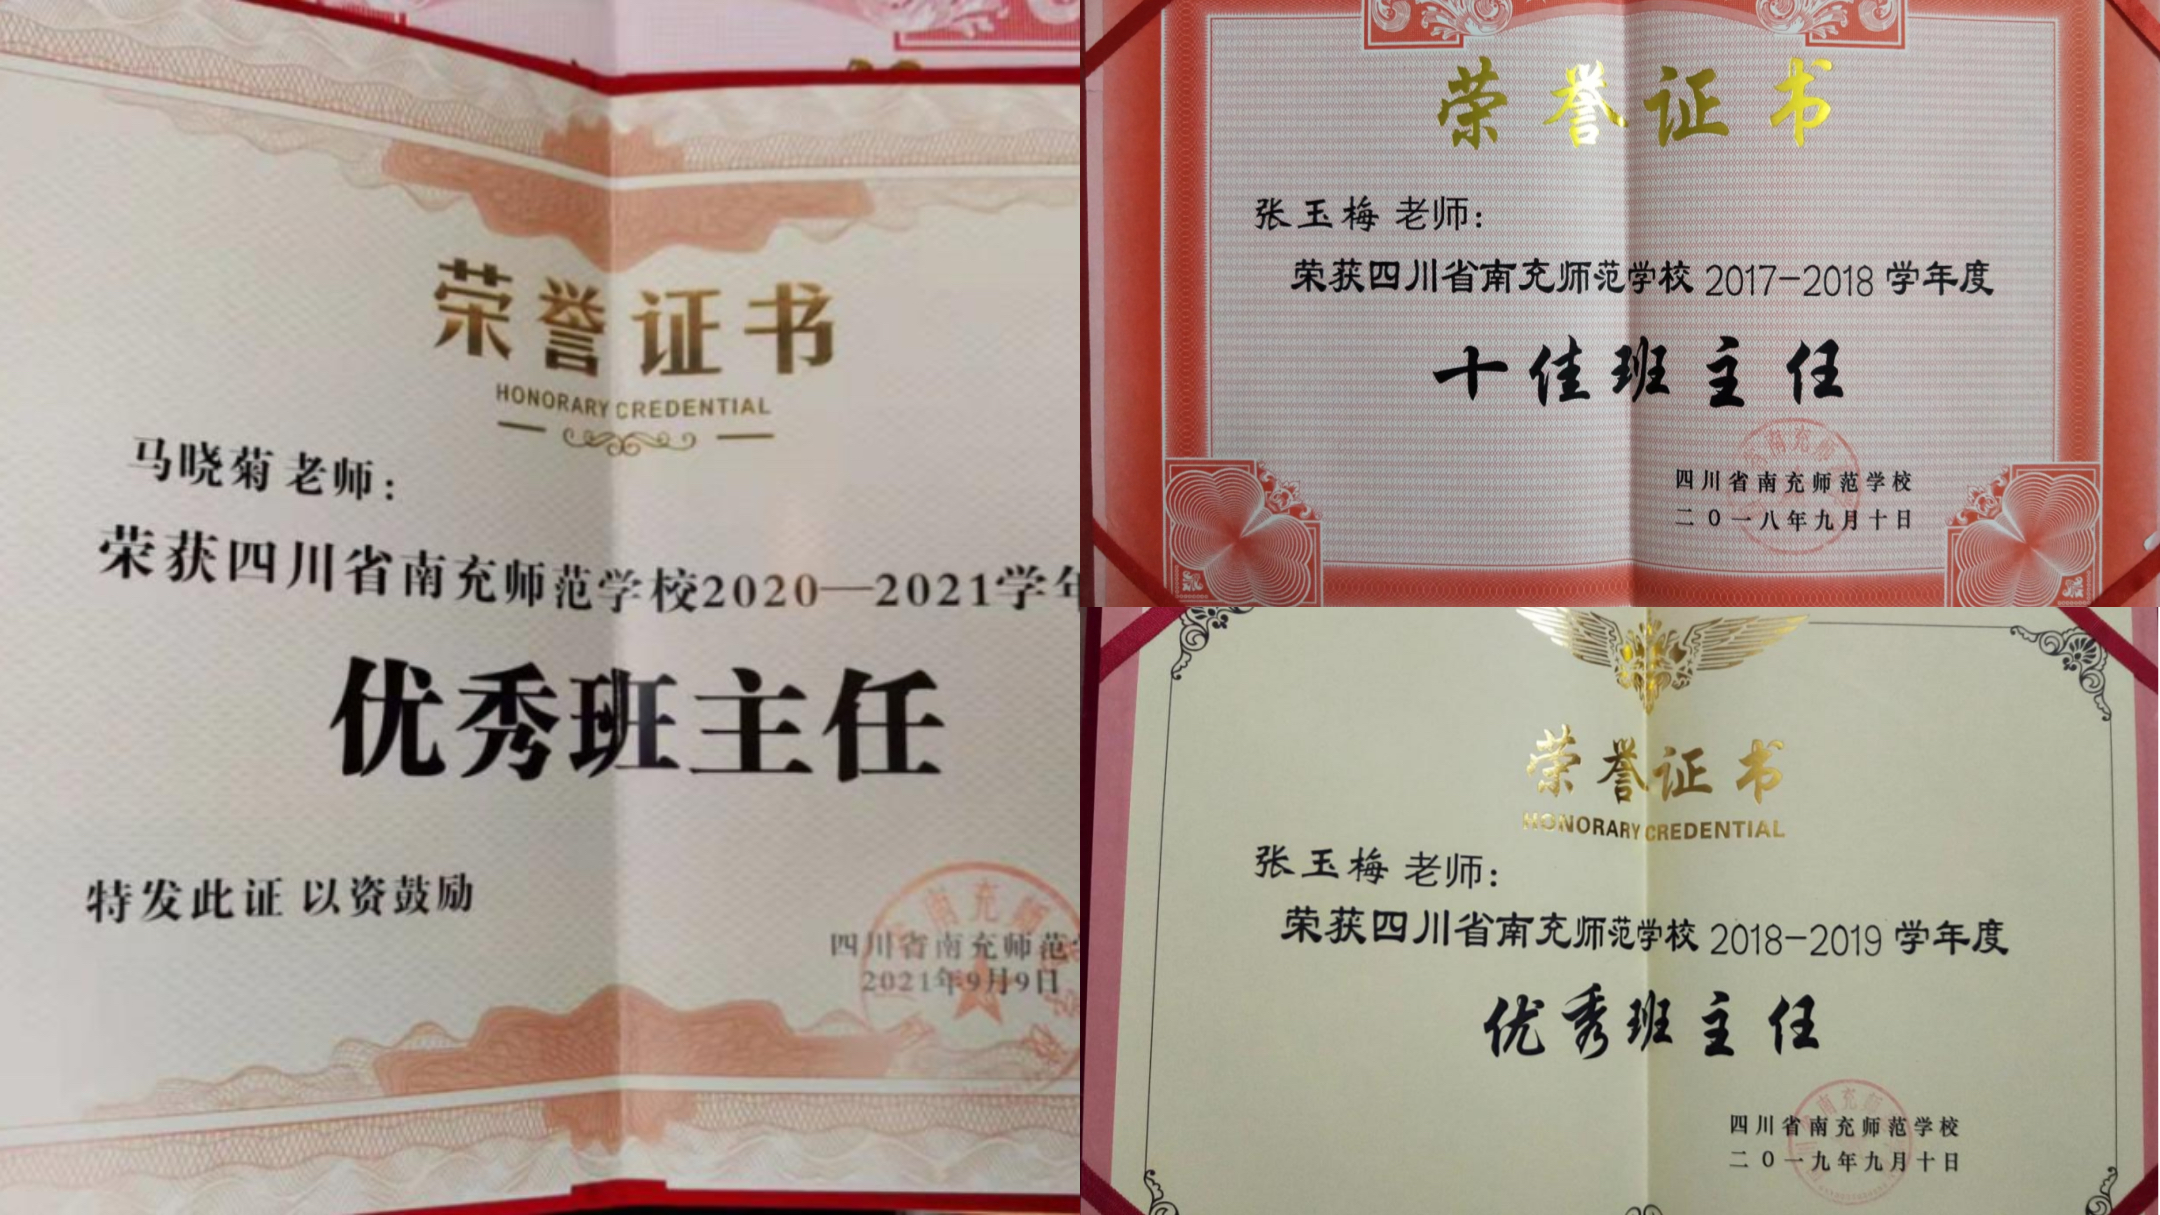 荣誉证书
HONORARY CREDENTIAL
马晓菊 老师:
荣获四川省南充师范学校2020—2021学年
优秀班主任
特发此证 以资鼓励
四川省南充师范
2021年9月9日
荣誉证书
张玉梅 老师:
荣获四川省南充师范学校 2017-2018 学年度
十佳班主任
四川省南充师范学校
二〇一八年九月十日
荣誉证书
HONORARY CREDENTIAL
张玉梅 老师:
荣获四川省南充师范学校 2018-2019 学年度
优秀班主任
四川省南充师范学校
二〇一九年九月十日